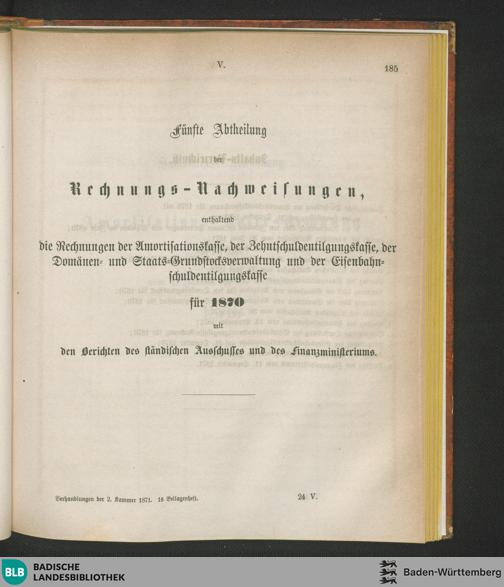 V.
185
Fünfte Abtheilung
der
Rechnungs-Nachweisungen,
enthaltend
die Rechnungen der Amortisationskasse, der Zehntschuldentilgungskasse, der
Domänen- und Staats-Grundstocksverwaltung und der Eisenbahn-
schuldentilgungskasse
für 1870
mit
den Berichten des ständischen Ausschusses und des Finanzministeriums.
Verhandlungen der 2. Kammer 1871. 18 Beilagenheft.
24 V.
BLB
BADISCHE
LANDESBIBLIOTHEK
Baden-Württemberg